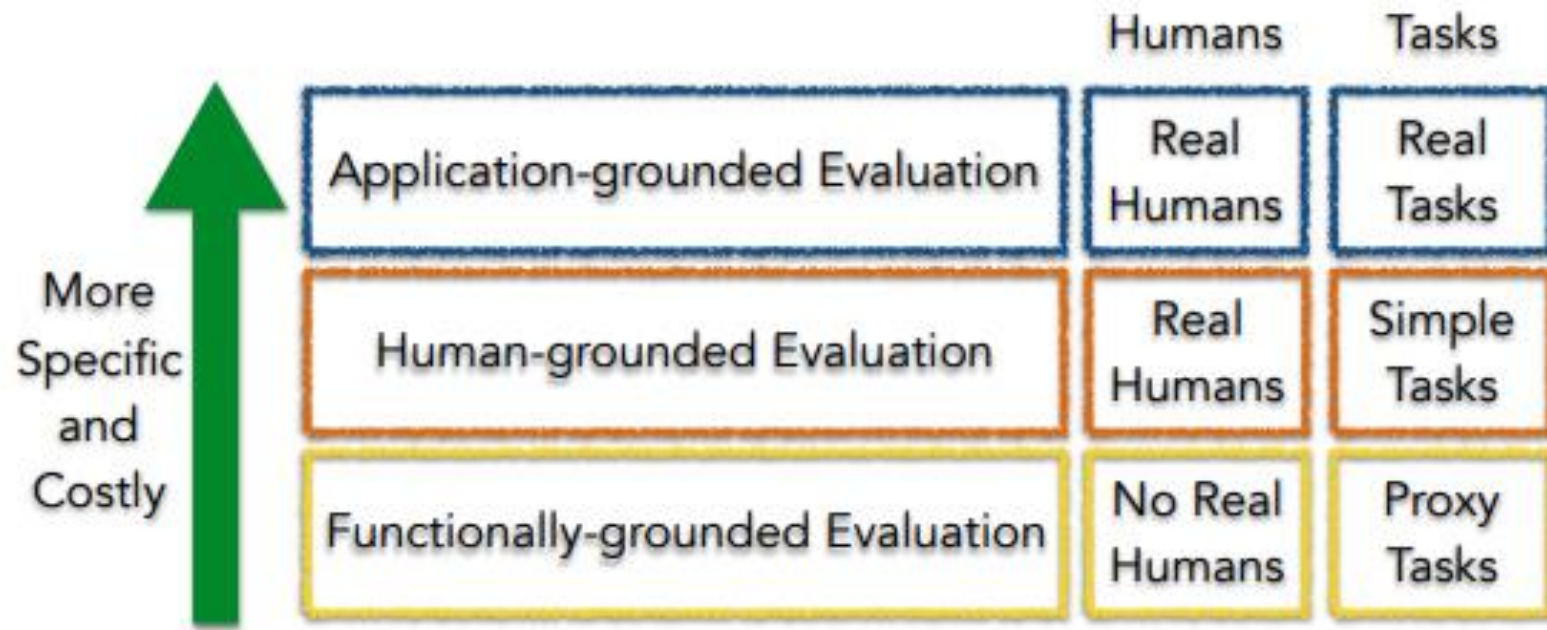 Humans Tasks
Application-grounded Evaluation
Real
Humans
Real
Tasks
More
Specific
and
Costly
Human-grounded Evaluation
Real
Humans
Simple
Tasks
Functionally-grounded Evaluation
No Real
Humans
Proxy
Tasks